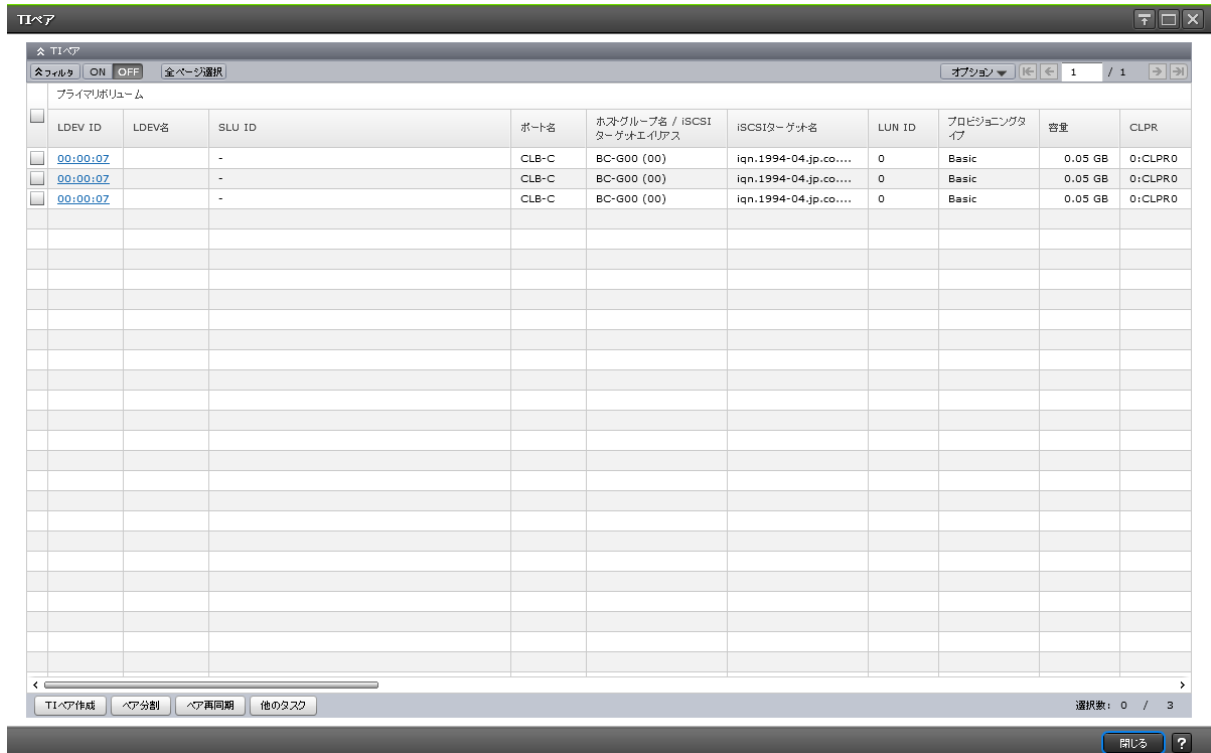 TIペア
TIペア
フィルタ ON OFF 全ページ選択 オプション 1 / 1
プライマリボリューム
LDEV ID LDEV名 SLU ID ポート名 ホストグループ名 / iSCSI ターゲットエイリアス iSCSIターゲット名 LUN ID プロビジョニングタイプ 容量 CLPR
00:00:07 - CLB-C BC-G00 (00) iqn.1994-04.jp.co.... 0 Basic 0.05 GB 0:CLPR0
00:00:07 - CLB-C BC-G00 (00) iqn.1994-04.jp.co.... 0 Basic 0.05 GB 0:CLPR0
00:00:07 - CLB-C BC-G00 (00) iqn.1994-04.jp.co.... 0 Basic 0.05 GB 0:CLPR0
TIペア作成 ペア分割 ペア再同期 他のタスク 選択数: 0 / 3
閉じる ?